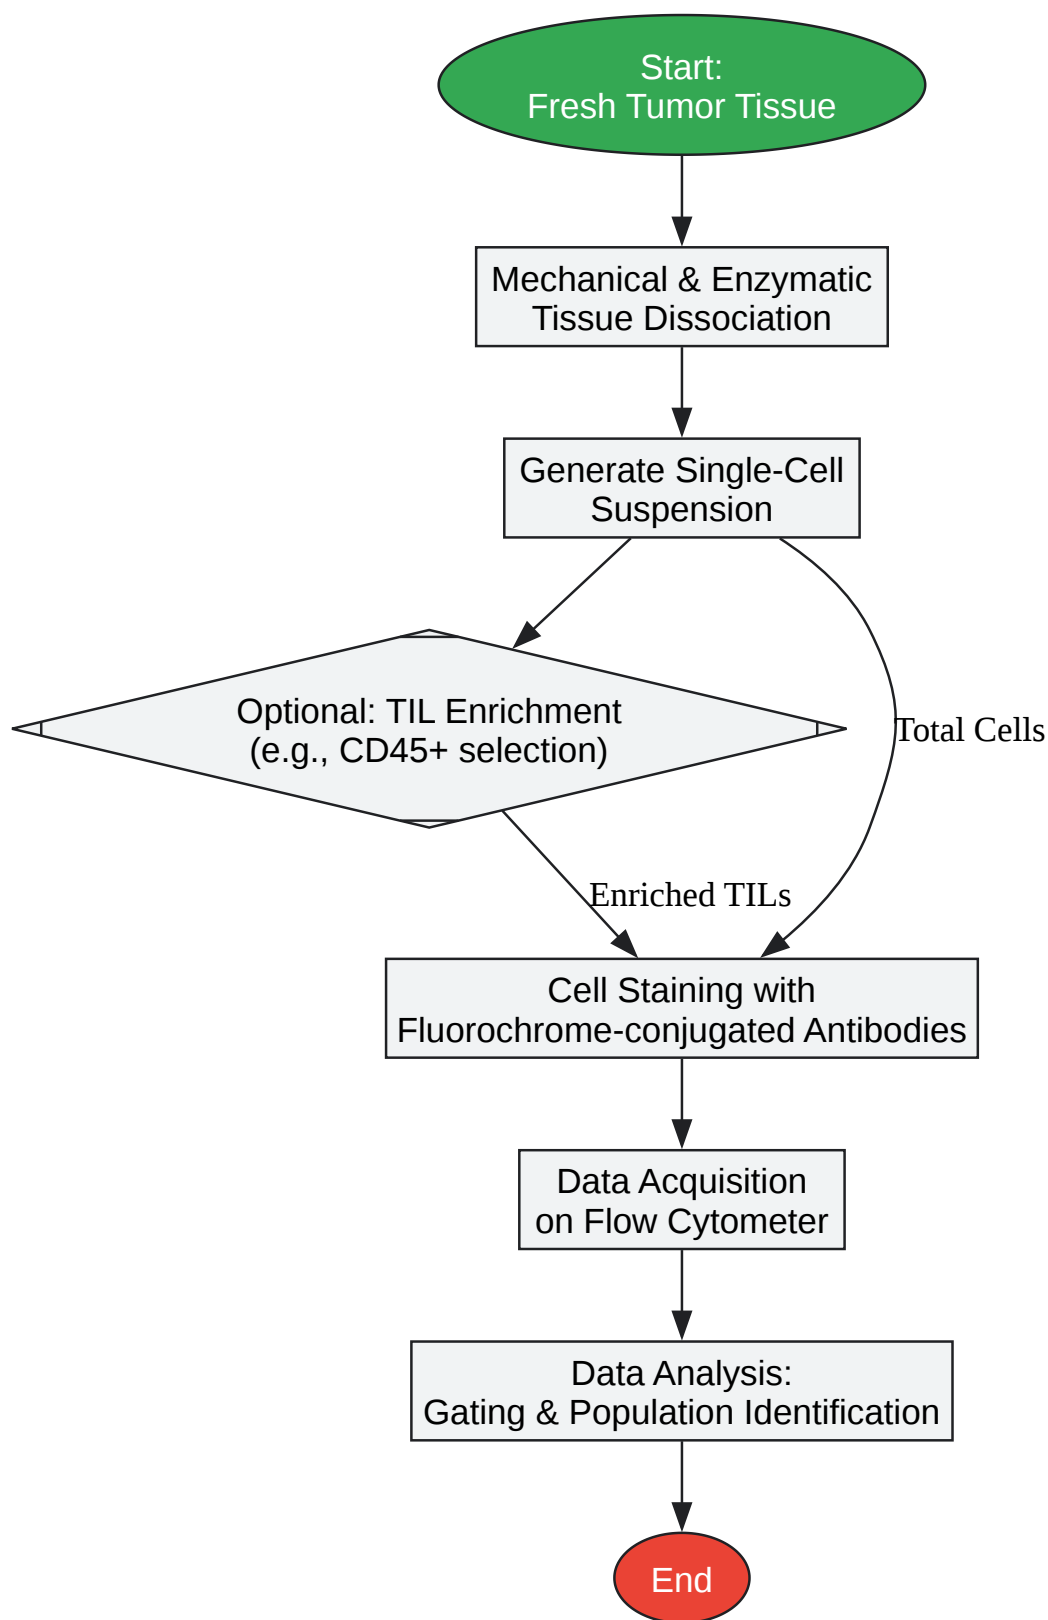 Start:
Fresh Tumor Tissue
Mechanical & Enzymatic
Tissue Dissociation
Generate Single-Cell
Suspension
Optional: TIL Enrichment
(e.g., CD45+ selection)
Total Cells
Enriched TILs
Cell Staining with
Fluorochrome-conjugated Antibodies
Data Acquisition
on Flow Cytometer
Data Analysis:
Gating & Population Identification
End